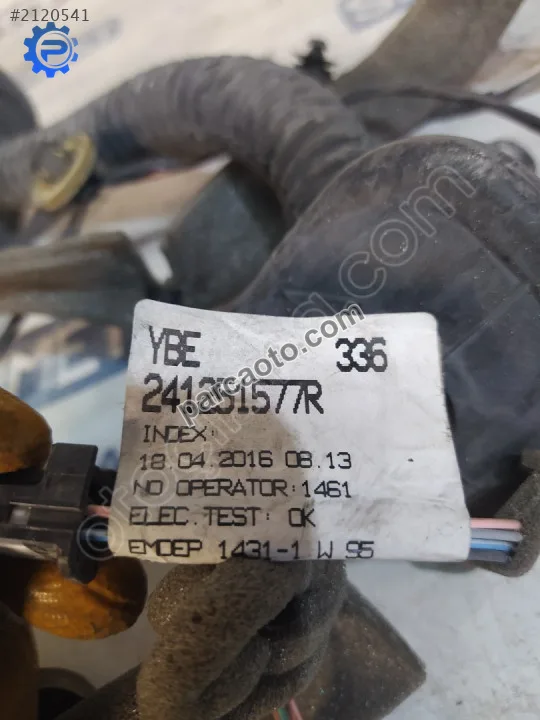 #2120541
YBE 336
241251577R
parcaoto.com
INDEX:
18.04.2016 08.13
NO OPERATOR:1461
ELEC.TEST: OK
EMDEP 1431-1 W 95